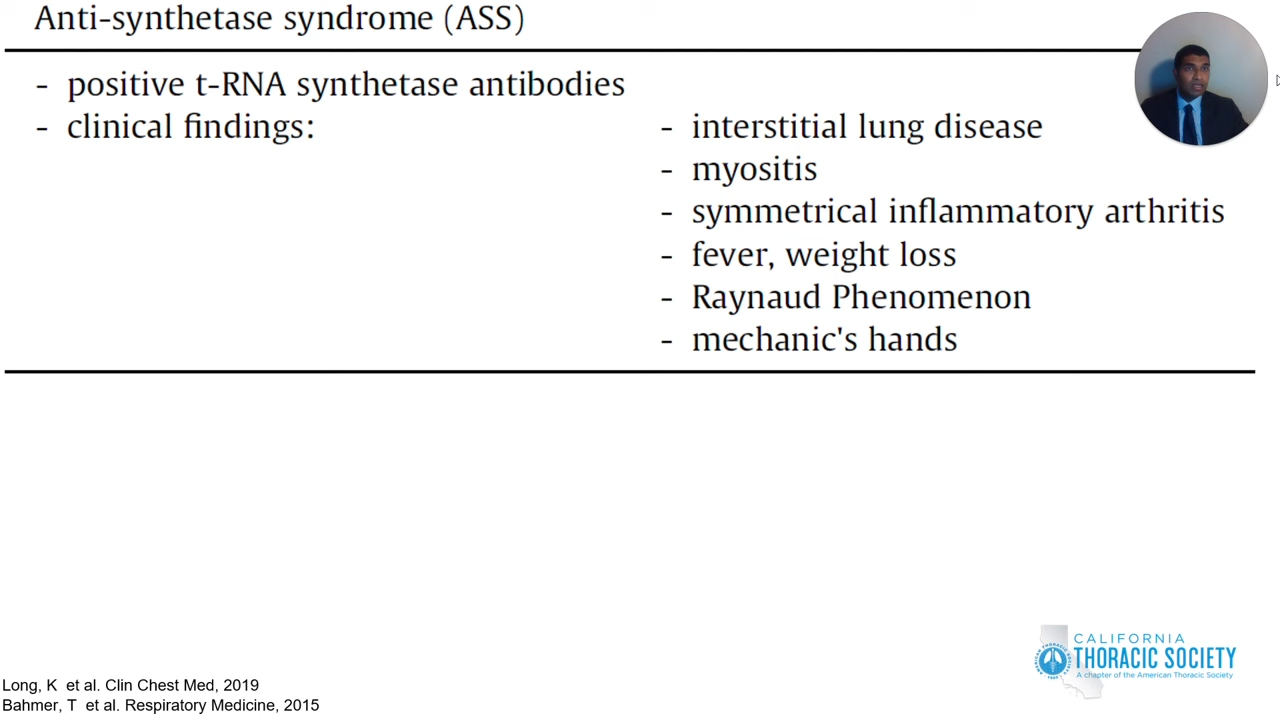 Anti-synthetase syndrome (ASS)
- positive t-RNA synthetase antibodies
- clinical findings:
- interstitial lung disease
- myositis
- symmetrical inflammatory arthritis
- fever, weight loss
- Raynaud Phenomenon
- mechanic's hands
CALIFORNIA
THORACIC SOCIETY
A chapter of the American Thoracic Society
Long, K et al. Clin Chest Med, 2019
Bahmer, T et al. Respiratory Medicine, 2015